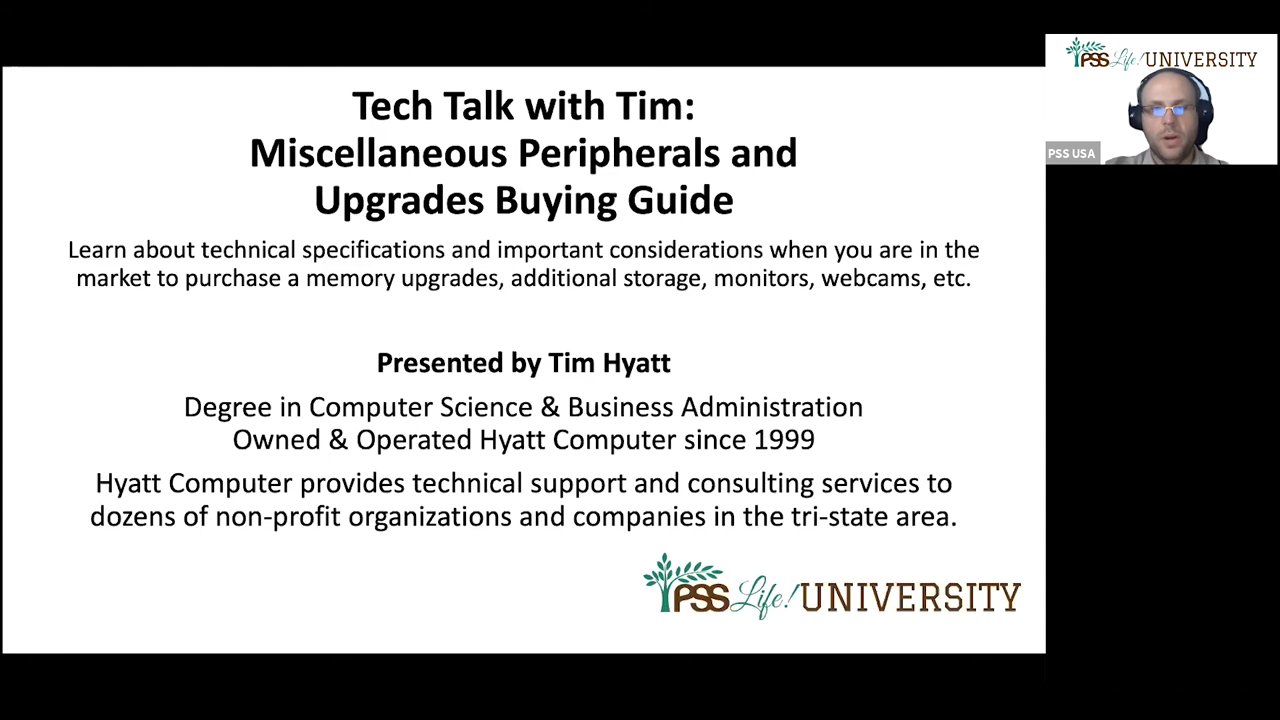 Tech Talk with Tim:
Miscellaneous Peripherals and
Upgrades Buying Guide
Learn about technical specifications and important considerations when you are in the
market to purchase a memory upgrades, additional storage, monitors, webcams, etc.
Presented by Tim Hyatt
Degree in Computer Science & Business Administration
Owned & Operated Hyatt Computer since 1999
Hyatt Computer provides technical support and consulting services to
dozens of non-profit organizations and companies in the tri-state area.
PSS Life! UNIVERSITY
PSS Life! UNIVERSITY
PSS USA